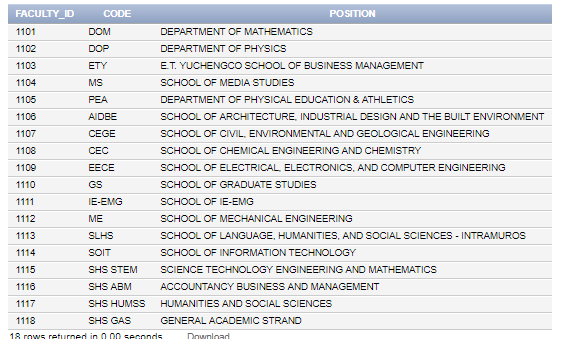 FACULTY_ID CODE POSITION
1101 DOM DEPARTMENT OF MATHEMATICS
1102 DOP DEPARTMENT OF PHYSICS
1103 ETY E.T. YUCHENGCO SCHOOL OF BUSINESS MANAGEMENT
1104 MS SCHOOL OF MEDIA STUDIES
1105 PEA DEPARTMENT OF PHYSICAL EDUCATION & ATHLETICS
1106 AIDBE SCHOOL OF ARCHITECTURE, INDUSTRIAL DESIGN AND THE BUILT ENVIRONMENT
1107 CEGE SCHOOL OF CIVIL, ENVIRONMENTAL AND GEOLOGICAL ENGINEERING
1108 CEC SCHOOL OF CHEMICAL ENGINEERING AND CHEMISTRY
1109 EECE SCHOOL OF ELECTRICAL, ELECTRONICS, AND COMPUTER ENGINEERING
1110 GS SCHOOL OF GRADUATE STUDIES
1111 IE-EMG SCHOOL OF IE-EMG
1112 ME SCHOOL OF MECHANICAL ENGINEERING
1113 SLHS SCHOOL OF LANGUAGE, HUMANITIES, AND SOCIAL SCIENCES - INTRAMUROS
1114 SOIT SCHOOL OF INFORMATION TECHNOLOGY
1115 SHS STEM SCIENCE TECHNOLOGY ENGINEERING AND MATHEMATICS
1116 SHS ABM ACCOUNTANCY BUSINESS AND MANAGEMENT
1117 SHS HUMSS HUMANITIES AND SOCIAL SCIENCES
1118 SHS GAS GENERAL ACADEMIC STRAND
18 rows returned in 0.00 seconds Download